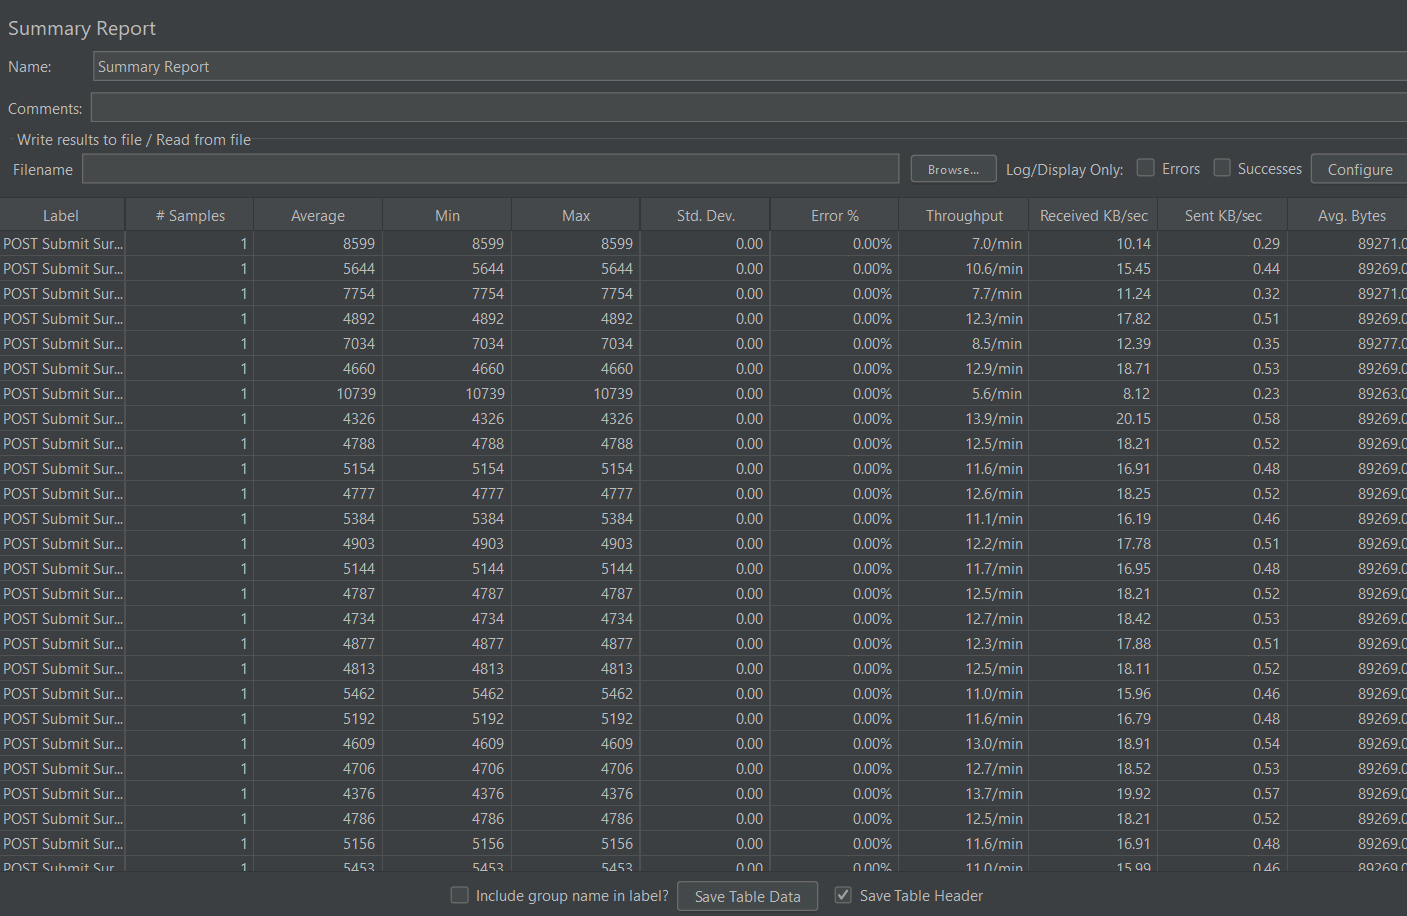 Summary Report
Name: Summary Report
Comments:
Write results to file / Read from file
Filename Browse... Log/Display Only: Errors Successes Configure
Label # Samples Average Min Max Std. Dev. Error % Throughput Received KB/sec Sent KB/sec Avg. Bytes
POST Submit Sur... 1 8599 8599 8599 0.00 0.00% 7.0/min 10.14 0.29 89271.0
POST Submit Sur... 1 5644 5644 5644 0.00 0.00% 10.6/min 15.45 0.44 89269.0
POST Submit Sur... 1 7754 7754 7754 0.00 0.00% 7.7/min 11.24 0.32 89271.0
POST Submit Sur... 1 4892 4892 4892 0.00 0.00% 12.3/min 17.82 0.51 89269.0
POST Submit Sur... 1 7034 7034 7034 0.00 0.00% 8.5/min 12.39 0.35 89277.0
POST Submit Sur... 1 4660 4660 4660 0.00 0.00% 12.9/min 18.71 0.53 89269.0
POST Submit Sur... 1 10739 10739 10739 0.00 0.00% 5.6/min 8.12 0.23 89263.0
POST Submit Sur... 1 4326 4326 4326 0.00 0.00% 13.9/min 20.15 0.58 89269.0
POST Submit Sur... 1 4788 4788 4788 0.00 0.00% 12.5/min 18.21 0.52 89269.0
POST Submit Sur... 1 5154 5154 5154 0.00 0.00% 11.6/min 16.91 0.48 89269.0
POST Submit Sur... 1 4777 4777 4777 0.00 0.00% 12.6/min 18.25 0.52 89269.0
POST Submit Sur... 1 5384 5384 5384 0.00 0.00% 11.1/min 16.19 0.46 89269.0
POST Submit Sur... 1 4903 4903 4903 0.00 0.00% 12.2/min 17.78 0.51 89269.0
POST Submit Sur... 1 5144 5144 5144 0.00 0.00% 11.7/min 16.95 0.48 89269.0
POST Submit Sur... 1 4787 4787 4787 0.00 0.00% 12.5/min 18.21 0.52 89269.0
POST Submit Sur... 1 4734 4734 4734 0.00 0.00% 12.7/min 18.42 0.53 89269.0
POST Submit Sur... 1 4877 4877 4877 0.00 0.00% 12.3/min 17.88 0.51 89269.0
POST Submit Sur... 1 4813 4813 4813 0.00 0.00% 12.5/min 18.11 0.52 89269.0
POST Submit Sur... 1 5462 5462 5462 0.00 0.00% 11.0/min 15.96 0.46 89269.0
POST Submit Sur... 1 5192 5192 5192 0.00 0.00% 11.6/min 16.79 0.48 89269.0
POST Submit Sur... 1 4609 4609 4609 0.00 0.00% 13.0/min 18.91 0.54 89269.0
POST Submit Sur... 1 4706 4706 4706 0.00 0.00% 12.7/min 18.52 0.53 89269.0
POST Submit Sur... 1 4376 4376 4376 0.00 0.00% 13.7/min 19.92 0.57 89269.0
POST Submit Sur... 1 4786 4786 4786 0.00 0.00% 12.5/min 18.21 0.52 89269.0
POST Submit Sur... 1 5156 5156 5156 0.00 0.00% 11.6/min 16.91 0.48 89269.0
POST Submit Sur... 1 5453 5453 5453 0.00 0.00% 11.0/min 15.99 0.46 89269.0
Include group name in label? Save Table Data Save Table Header